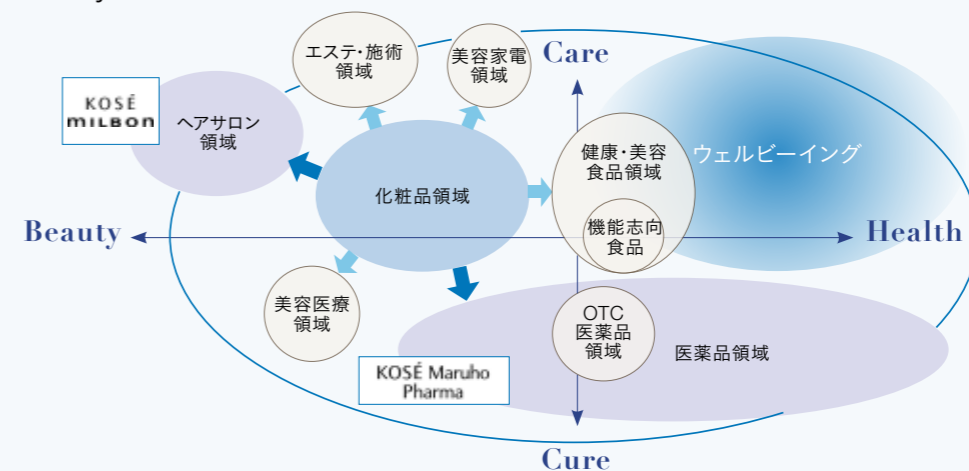 エステ・施術
領域
美容家電
領域
Care
KOSÉ
MILBON
ヘアサロン
領域
健康・美容
食品領域
ウェルビーイング
化粧品領域
Beauty
機能志向
食品
Health
美容医療
領域
OTC
医薬品
領域
医薬品領域
KOSÉ Maruho
Pharma
Cure